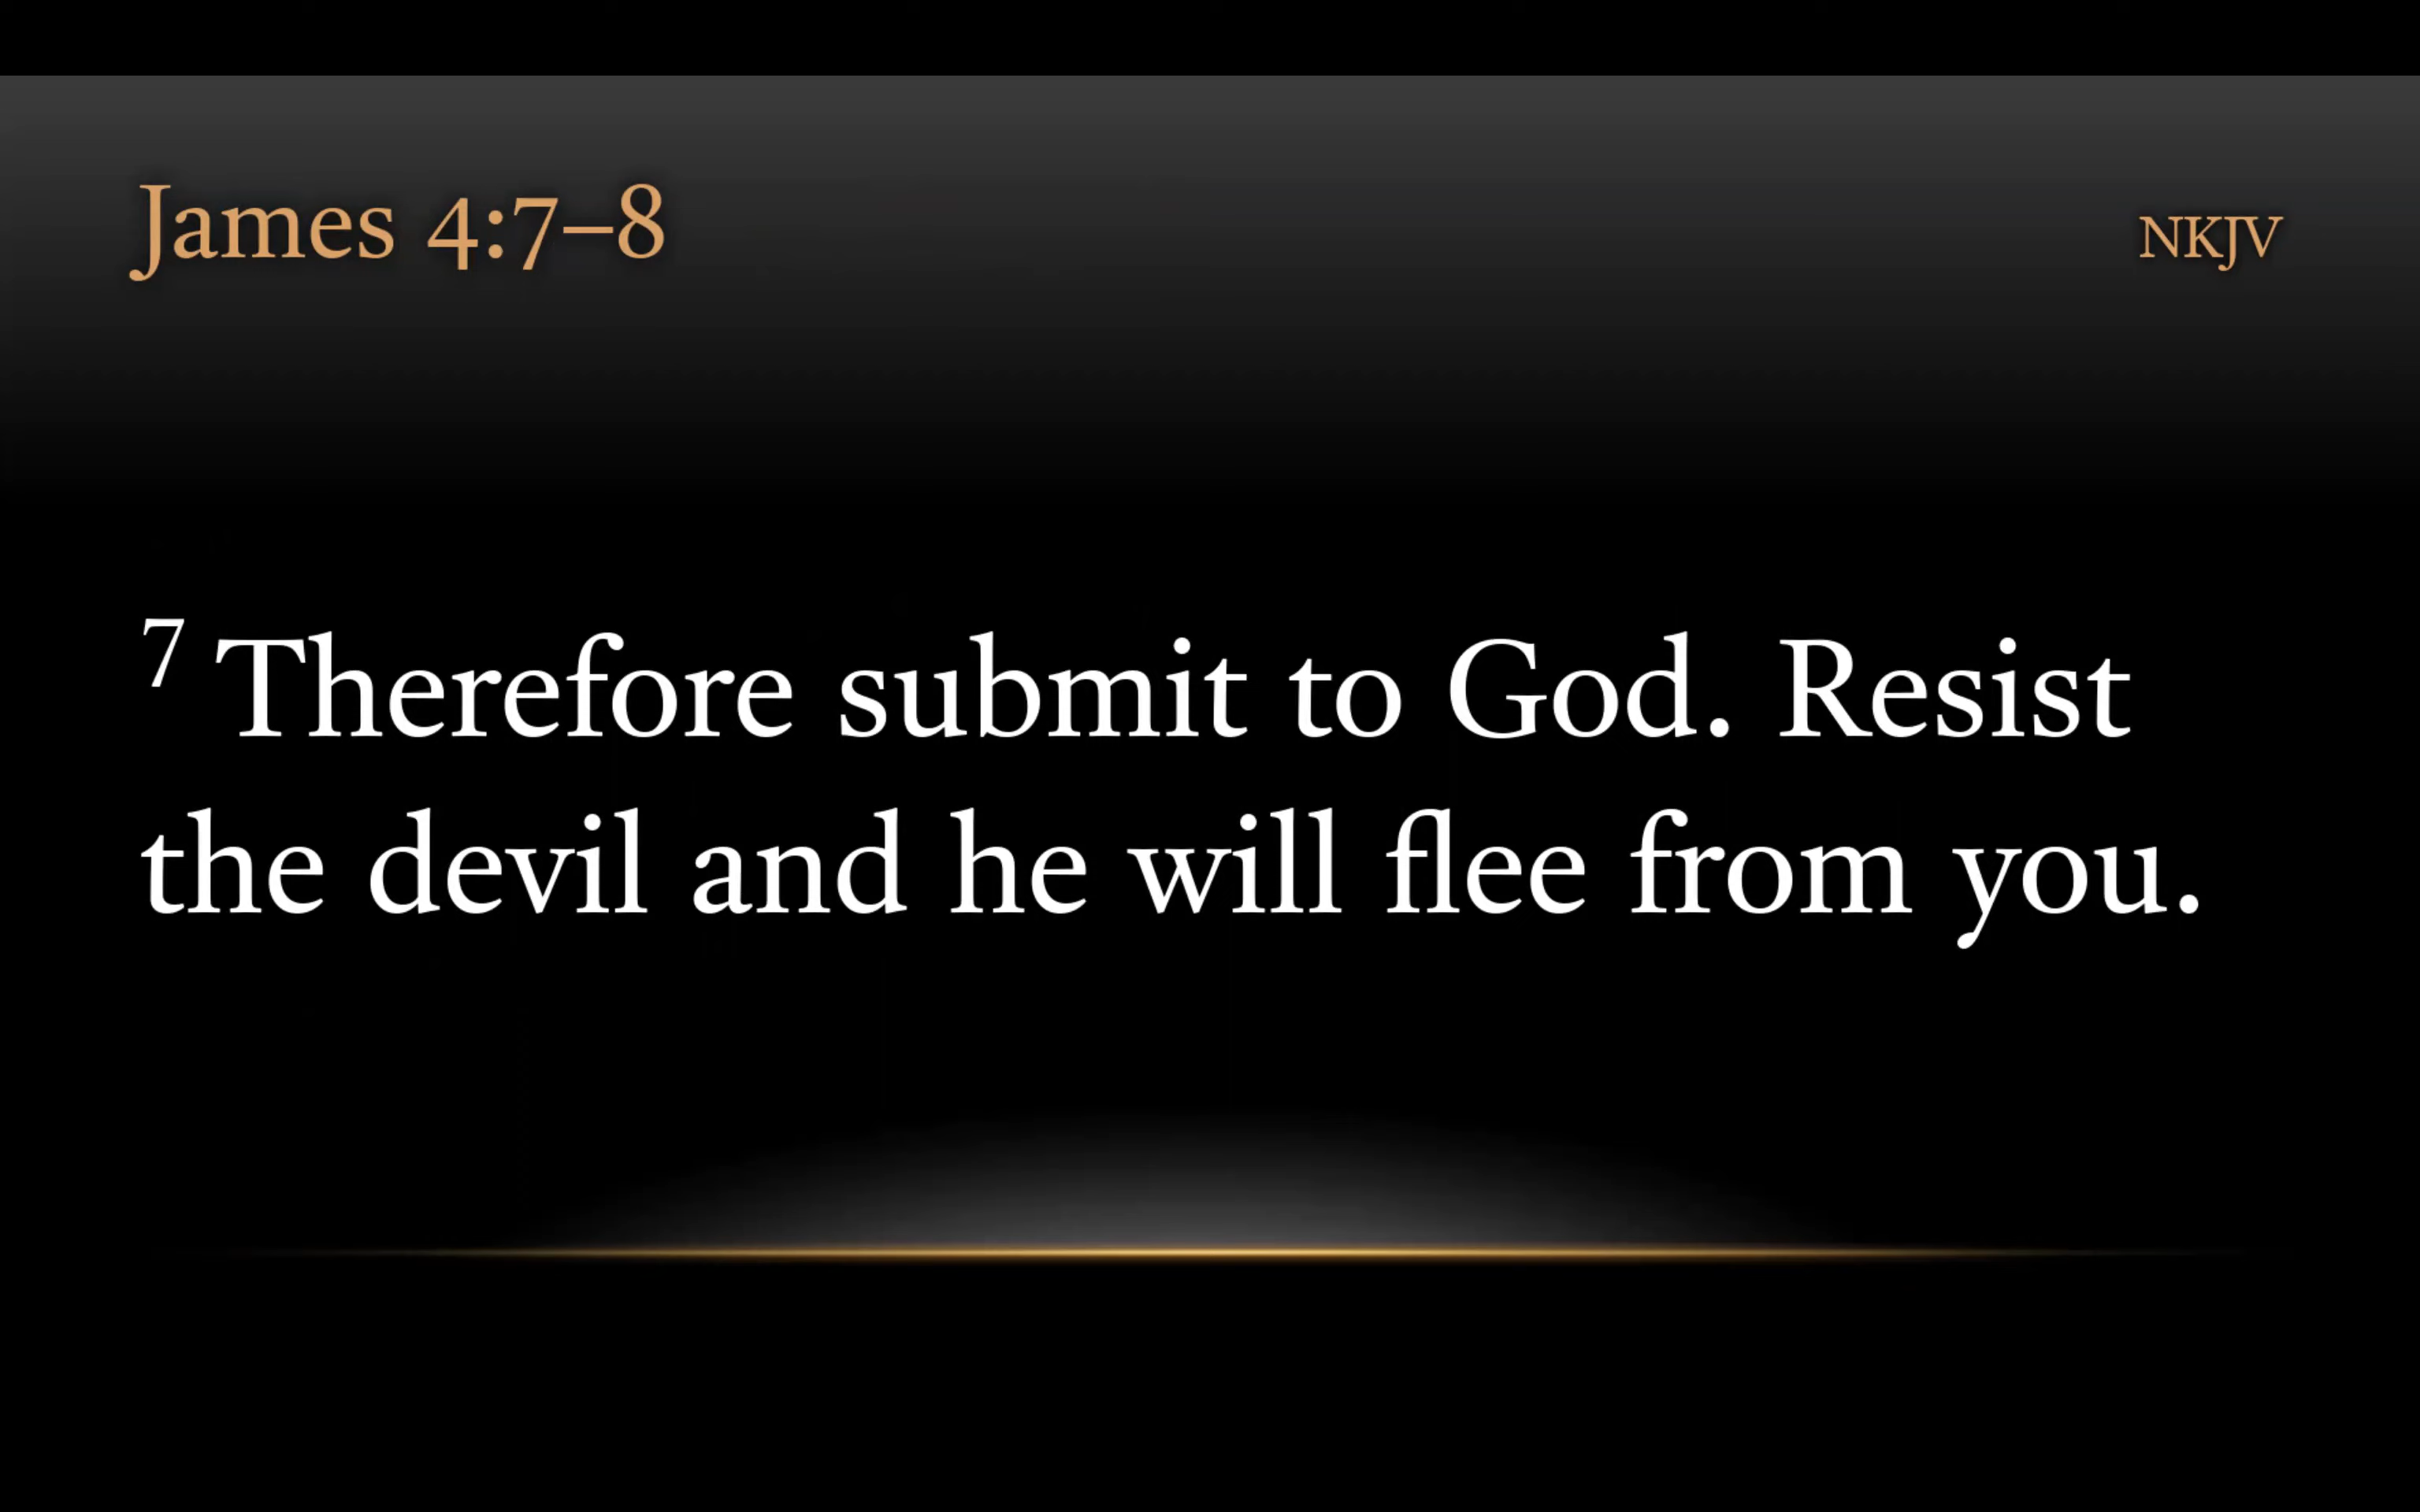 James 4:7–8
NKJV
7 Therefore submit to God. Resist
the devil and he will flee from you.